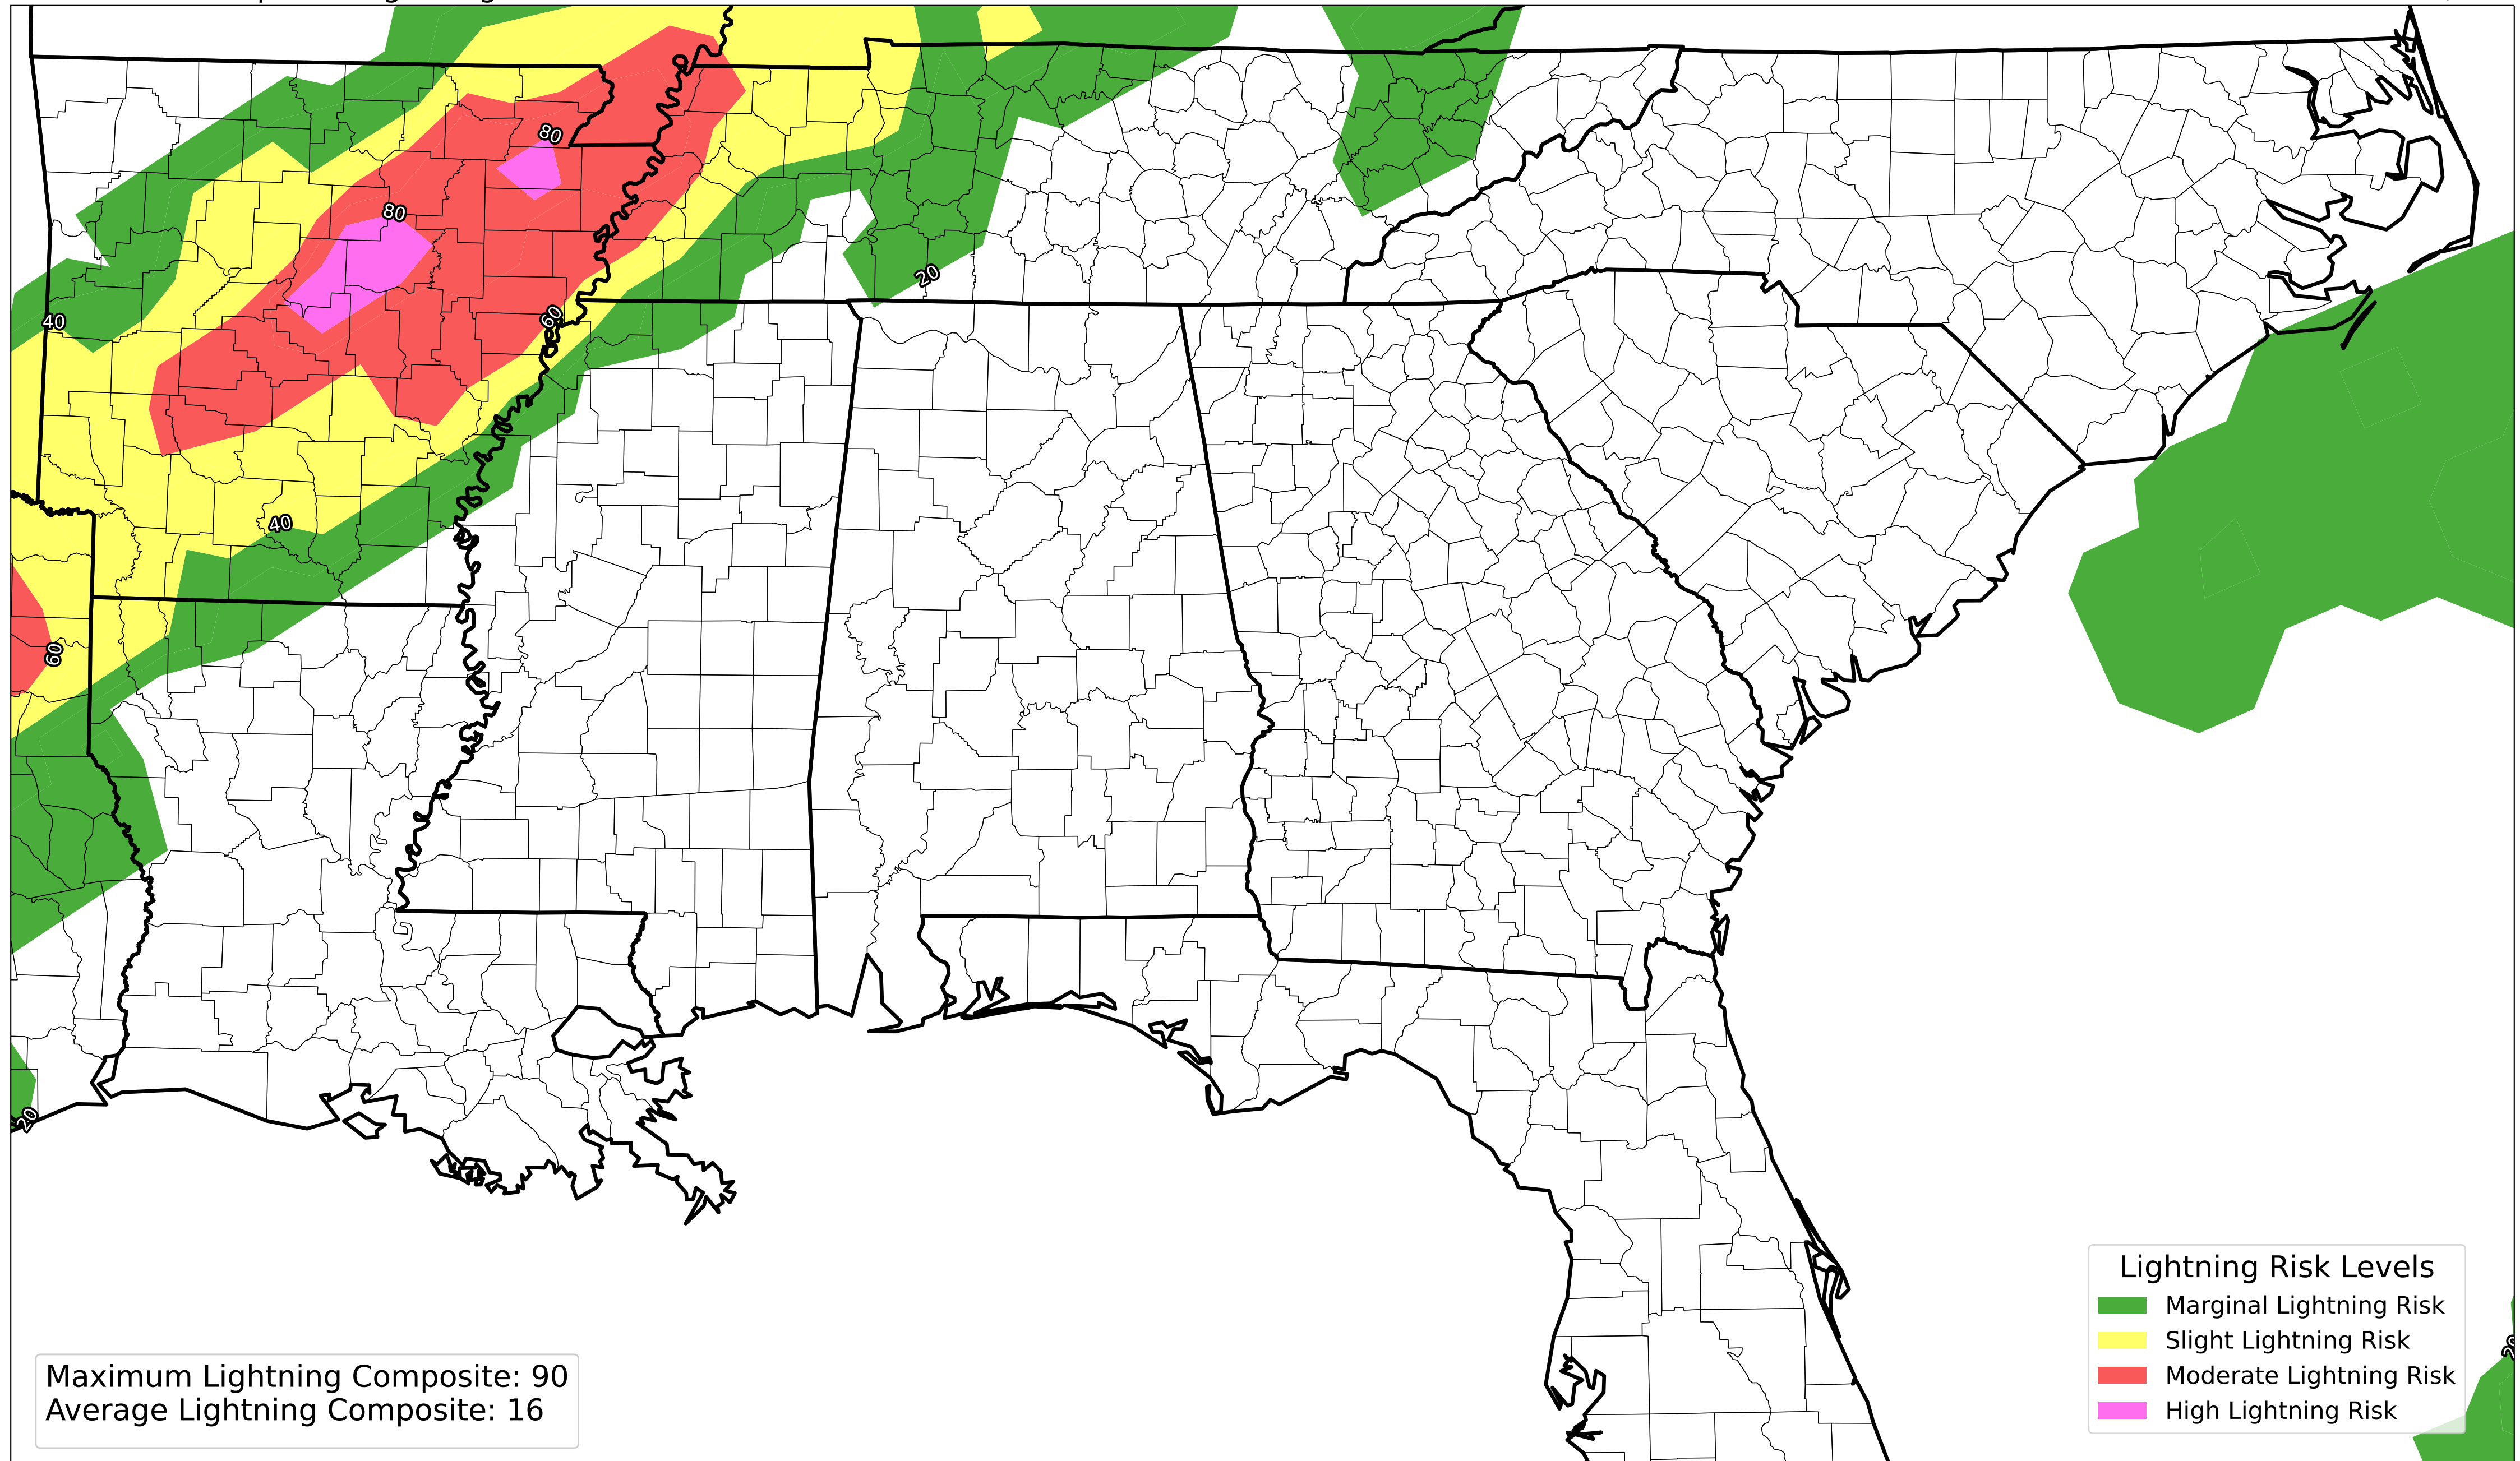 80
80
20
40
60
40
60
20
20
Lightning Risk Levels
Marginal Lightning Risk
Slight Lightning Risk
Moderate Lightning Risk
High Lightning Risk
Maximum Lightning Composite: 90
Average Lightning Composite: 16